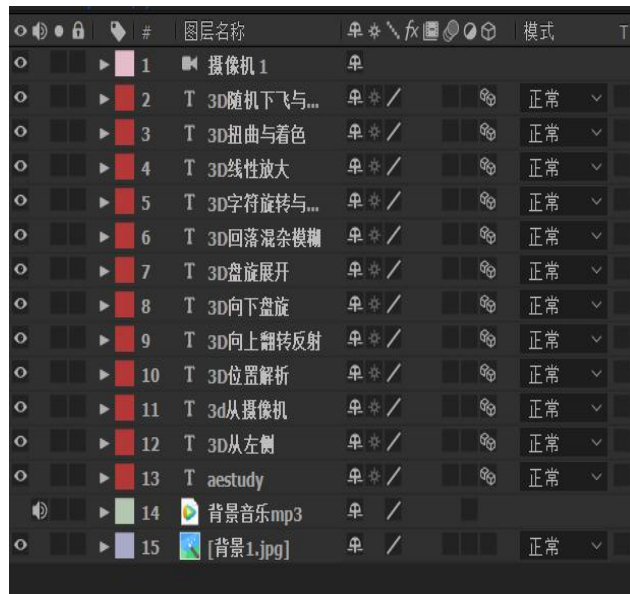 # 图层名称 fx 模式 T
1 摄像机 1
2 T 3D随机下飞与... 正常
3 T 3D扭曲与着色 正常
4 T 3D线性放大 正常
5 T 3D字符旋转与... 正常
6 T 3D回落混杂模糊 正常
7 T 3D盘旋展开 正常
8 T 3D向下盘旋 正常
9 T 3D向上翻转反射 正常
10 T 3D位置解析 正常
11 T 3d从摄像机 正常
12 T 3D从左侧 正常
13 T aestudy 正常
14 背景音乐mp3
15 [背景1.jpg] 正常